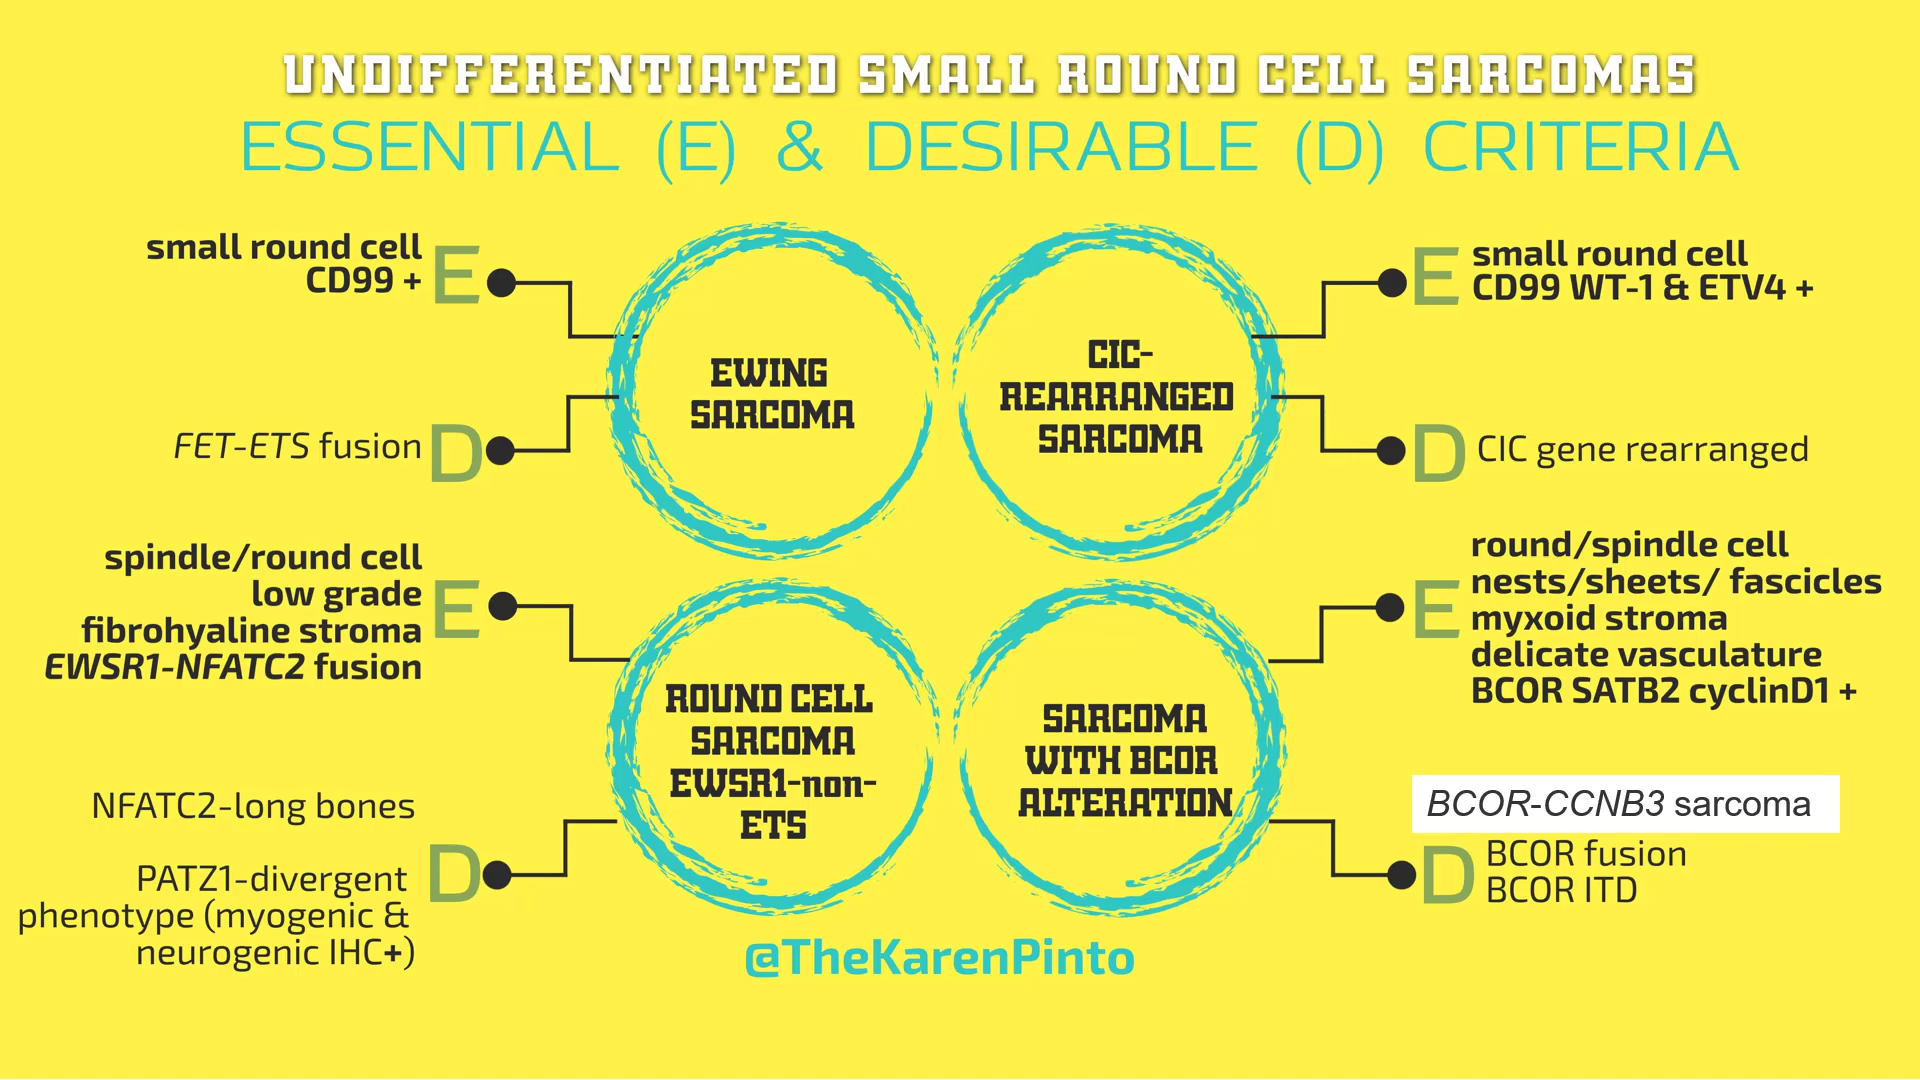 UNDIFFERENTIATED SMALL ROUND CELL SARCOMAS
ESSENTIAL (E) & DESIRABLE (D) CRITERIA
small round cell
CD99 +
E
FET-ETS fusion
D
EWING
SARCOMA
CIC-
REARRANGED
SARCOMA
E
small round cell
CD99 WT-1 & ETV4 +
D
CIC gene rearranged
spindle/round cell
low grade
fibrohyaline stroma
EWSR1-NFATC2 fusion
E
NFATC2-long bones
PATZ1-divergent
phenotype (myogenic &
neurogenic IHC+)
D
ROUND CELL
SARCOMA
EWSR1-non-
ETS
SARCOMA
WITH BCOR
ALTERATION
E
round/spindle cell
nests/sheets/ fascicles
myxoid stroma
delicate vasculature
BCOR SATB2 cyclinD1 +
BCOR-CCNB3 sarcoma
D
BCOR fusion
BCOR ITD
@TheKarenPinto